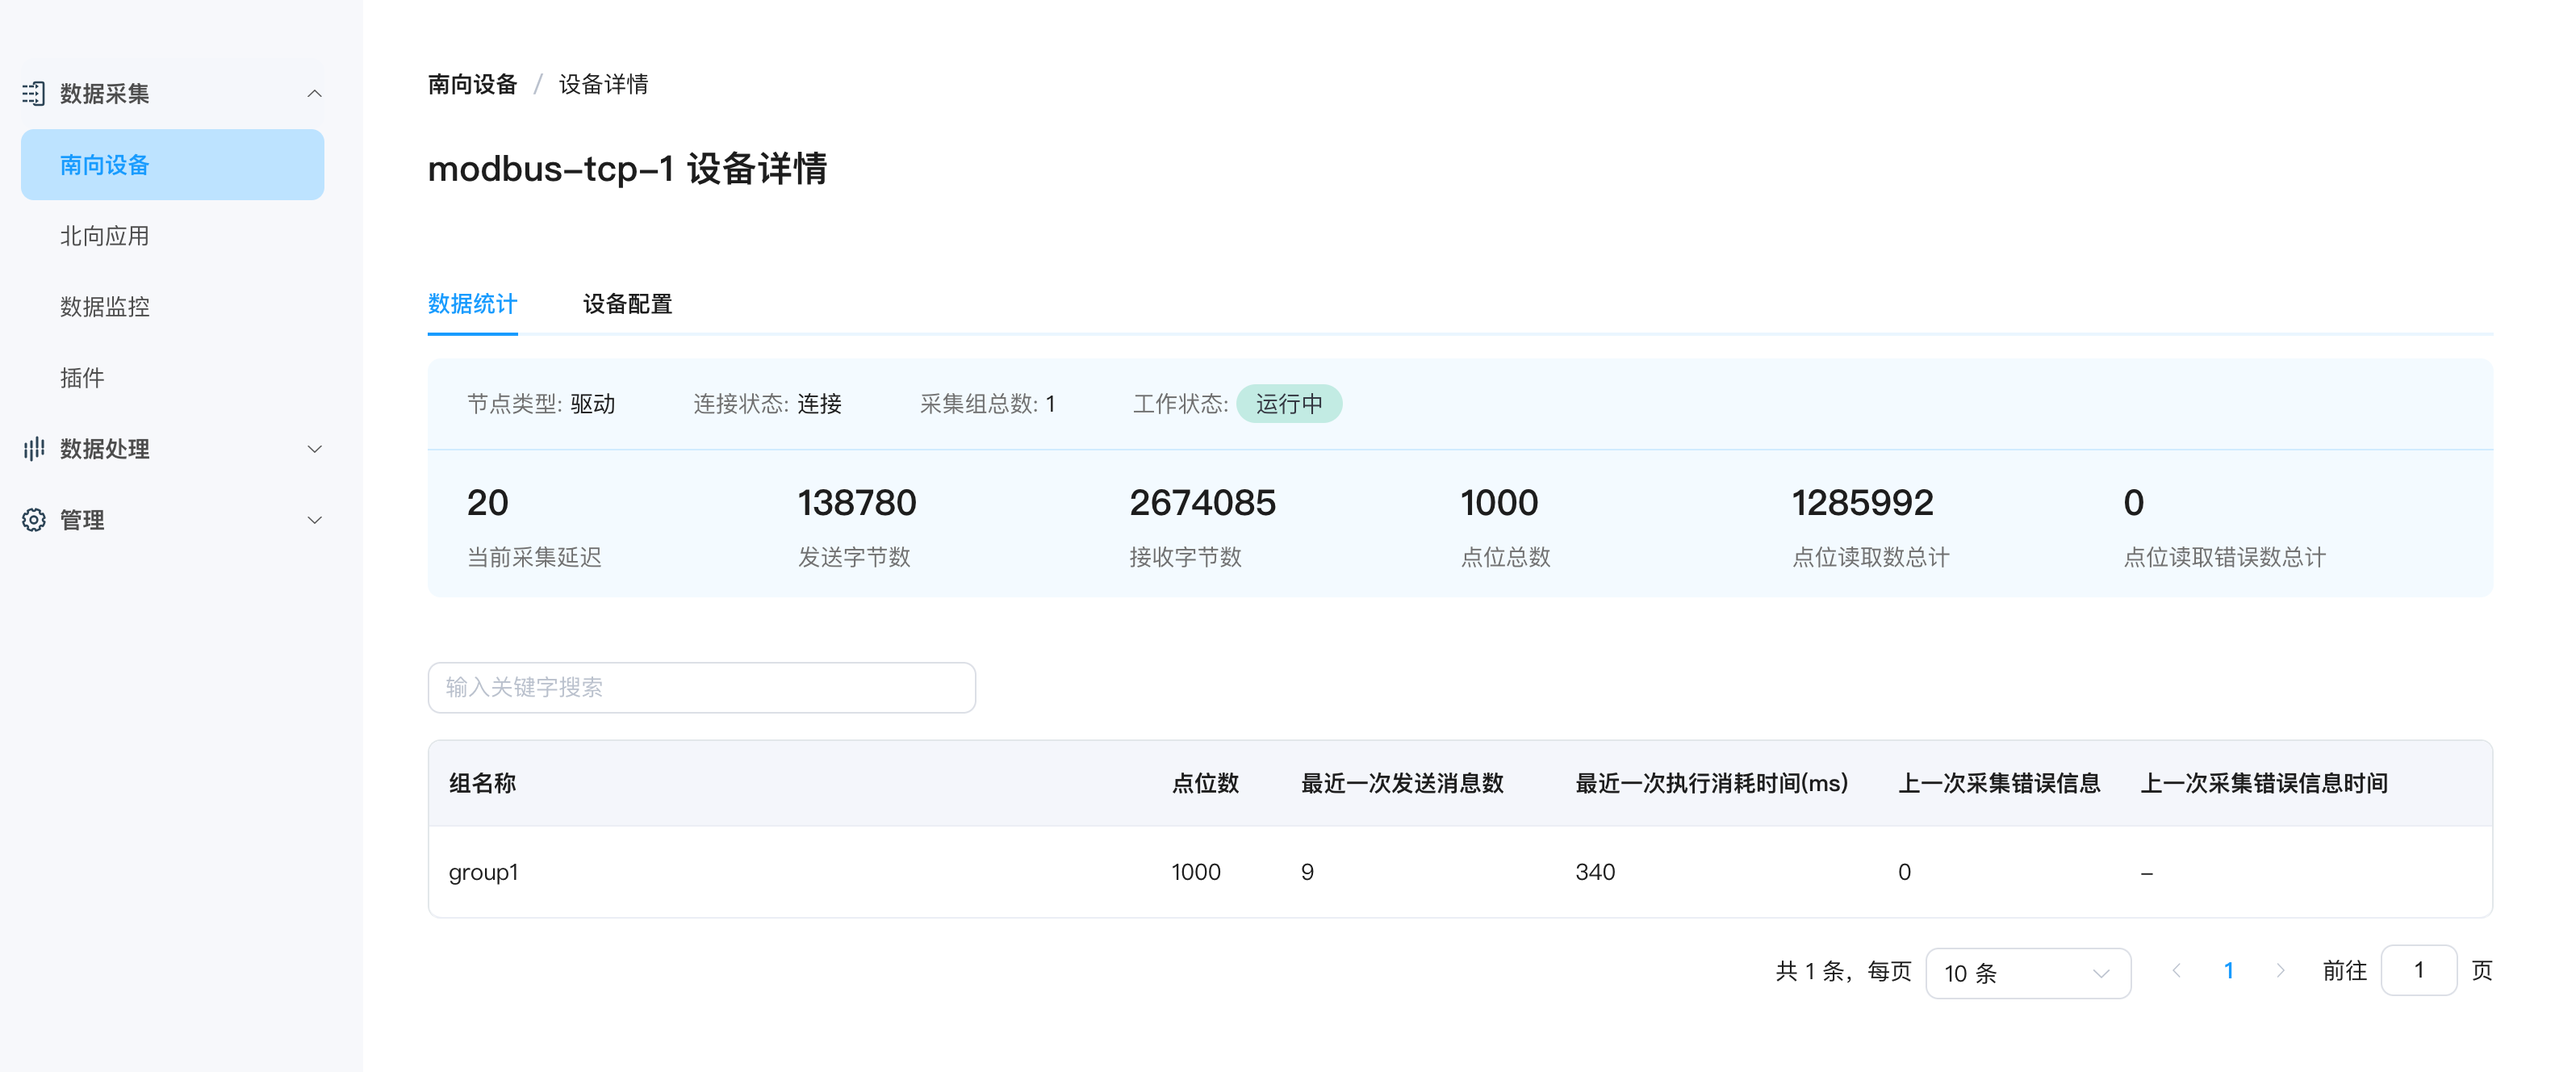 数据采集
南向设备
北向应用
数据监控
插件
数据处理
管理
南向设备 / 设备详情
modbus-tcp-1 设备详情
数据统计 设备配置
节点类型: 驱动 连接状态: 连接 采集组总数: 1 工作状态: 运行中
20 138780 2674085 1000 1285992 0
当前采集延迟 发送字节数 接收字节数 点位总数 点位读取数总计 点位读取错误数总计
输入关键字搜索
组名称 点位数 最近一次发送消息数 最近一次执行消耗时间(ms) 上一次采集错误信息 上一次采集错误信息时间
group1 1000 9 340 0 –
共 1 条，每页 10 条 1 前往 1 页